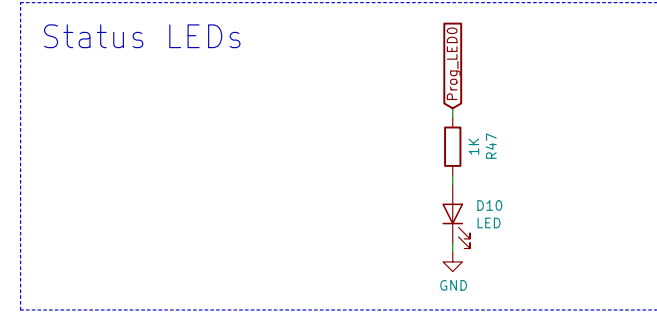 Status LEDs
Prog_LED0
1K
R47
D10
LED
GND